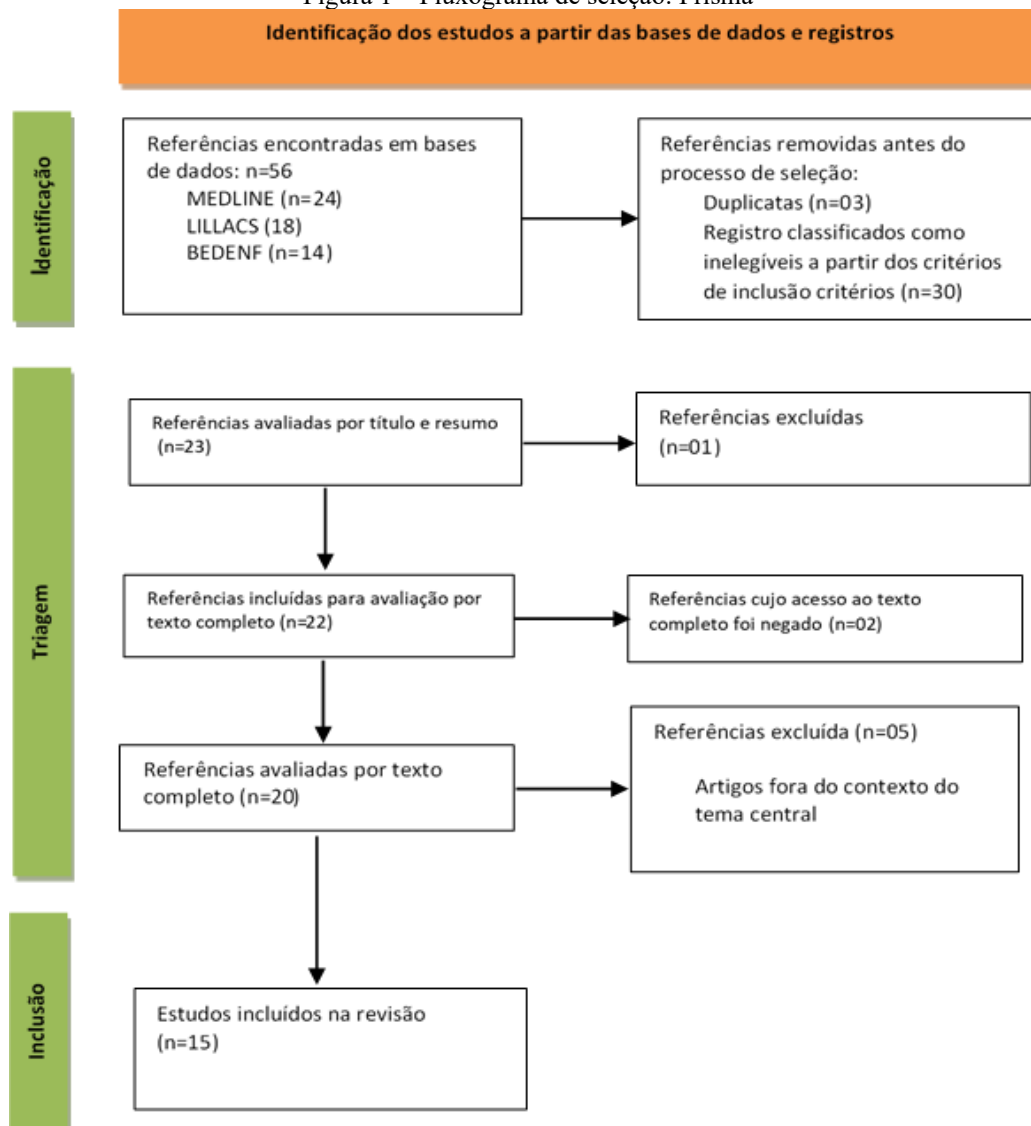 Figura 1 – Fluxograma de seleção. Prisma
Identificação dos estudos a partir das bases de dados e registros
Identificação
Referências encontradas em bases
de dados: n=56
MEDLINE (n=24)
LILLACS (18)
BEDENF (n=14)
Referências removidas antes do
processo de seleção:
Duplicatas (n=03)
Registro classificados como
inelegíveis a partir dos critérios
de inclusão critérios (n=30)
Triagem
Referências avaliadas por título e resumo
(n=23)
Referências excluídas
(n=01)
Referências incluídas para avaliação por
texto completo (n=22)
Referências cujo acesso ao texto
completo foi negado (n=02)
Referências avaliadas por texto
completo (n=20)
Referências excluída (n=05)
Artigos fora do contexto do
tema central
Inclusão
Estudos incluídos na revisão
(n=15)